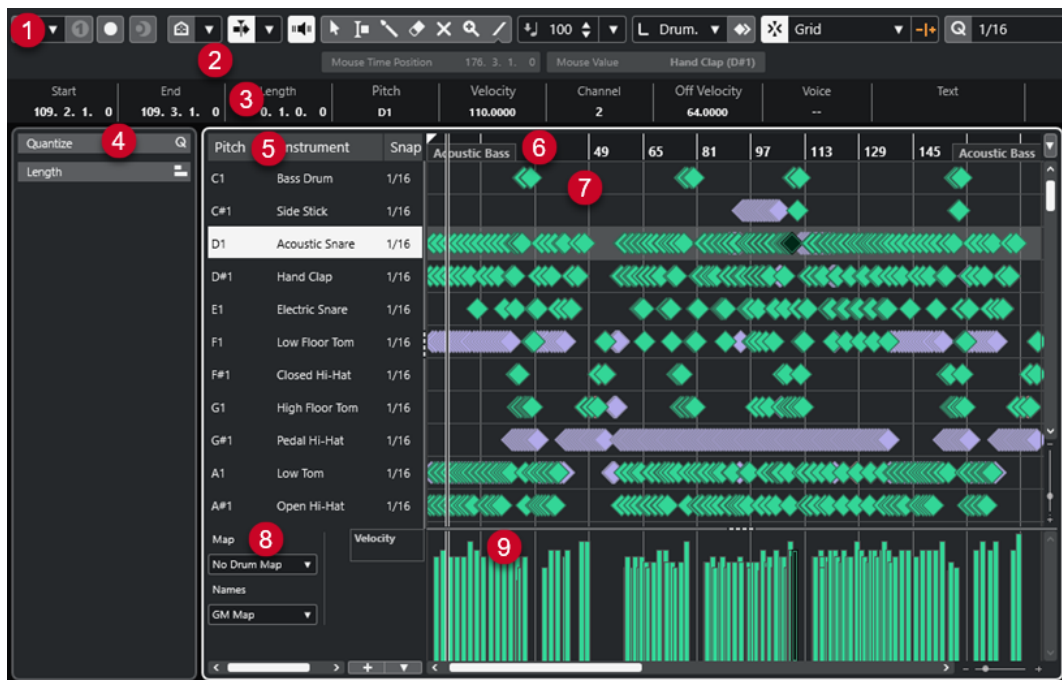 1 100 L Drum. Grid Q 1/16
2 Mouse Time Position 176. 3. 1. 0 Mouse Value Hand Clap (D#1)
Start End 3 Length Pitch Velocity Channel Off Velocity Voice Text
109. 2. 1. 0 109. 3. 1. 0 0. 1. 0. 0 D1 110.0000 2 64.0000 --
Quantize 4 Q
Length
Pitch 5 Instrument Snap
Acoustic Bass 6 49 65 81 97 113 129 145 Acoustic Bass
7
C1 Bass Drum 1/16
C#1 Side Stick 1/16
D1 Acoustic Snare 1/16
D#1 Hand Clap 1/16
E1 Electric Snare 1/16
F1 Low Floor Tom 1/16
F#1 Closed Hi-Hat 1/16
G1 High Floor Tom 1/16
G#1 Pedal Hi-Hat 1/16
A1 Low Tom 1/16
A#1 Open Hi-Hat 1/16
Map 8 Velocity 9
No Drum Map
Names
GM Map